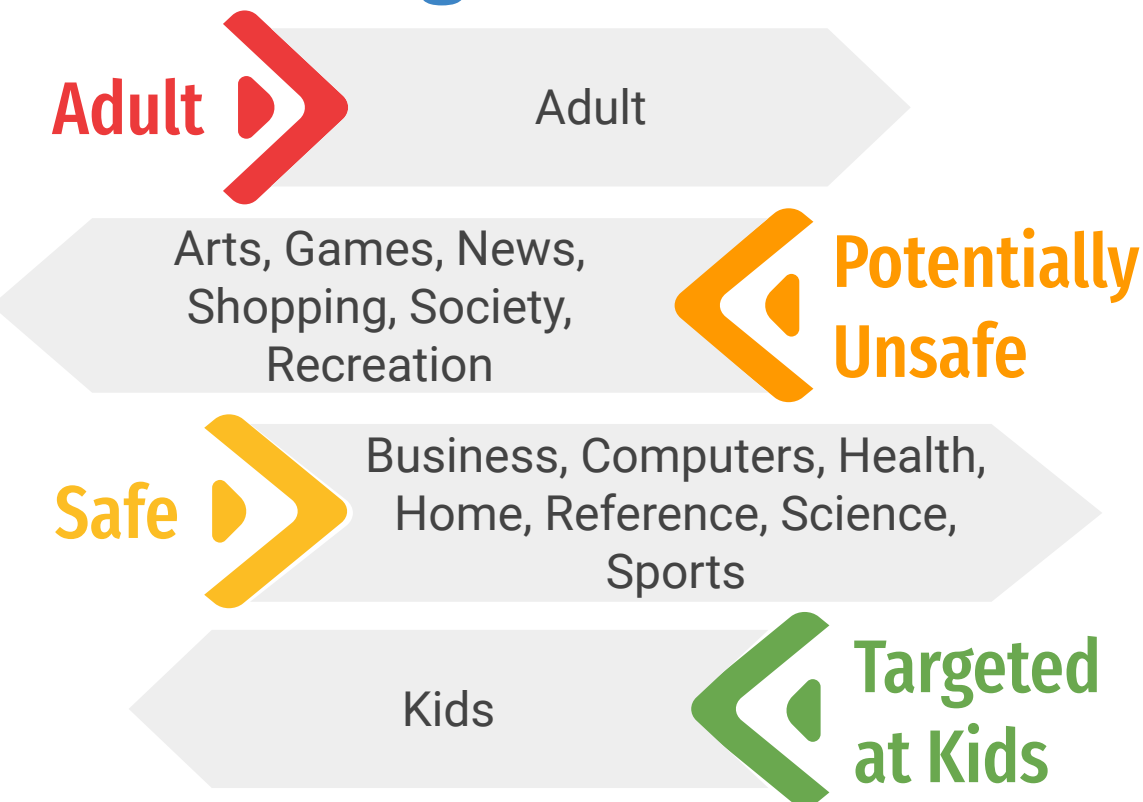 Adult
Adult
Arts, Games, News,
Shopping, Society,
Recreation
Potentially
Unsafe
Safe
Business, Computers, Health,
Home, Reference, Science,
Sports
Kids
Targeted
at Kids